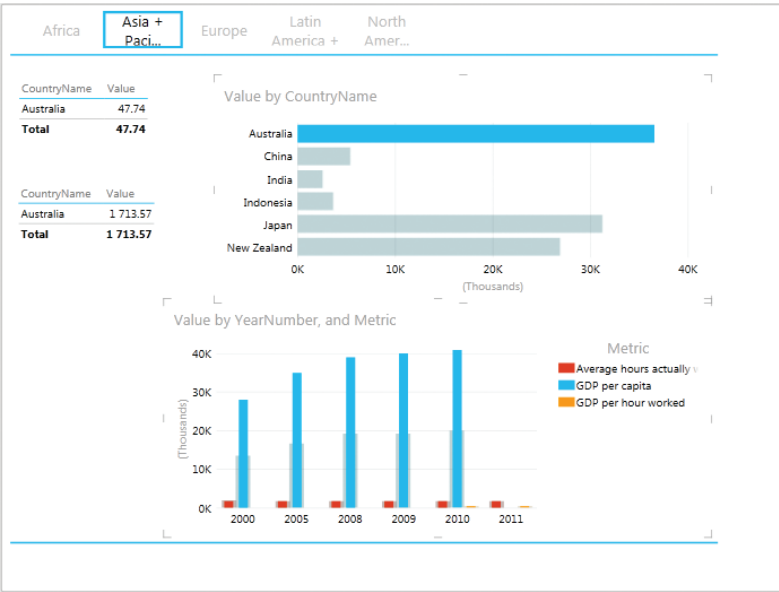 Africa
Asia +
Paci...
Europe
Latin
America +
North
Amer...
CountryName Value
Australia 47.74
Total 47.74
CountryName Value
Australia 1 713.57
Total 1 713.57
Value by CountryName
Australia
China
India
Indonesia
Japan
New Zealand
0K 10K 20K 30K 40K
(Thousands)
Value by YearNumber, and Metric
40K
30K
20K
10K
0K
(Thousands)
2000 2005 2008 2009 2010 2011
Metric
Average hours actually
GDP per capita
GDP per hour worked